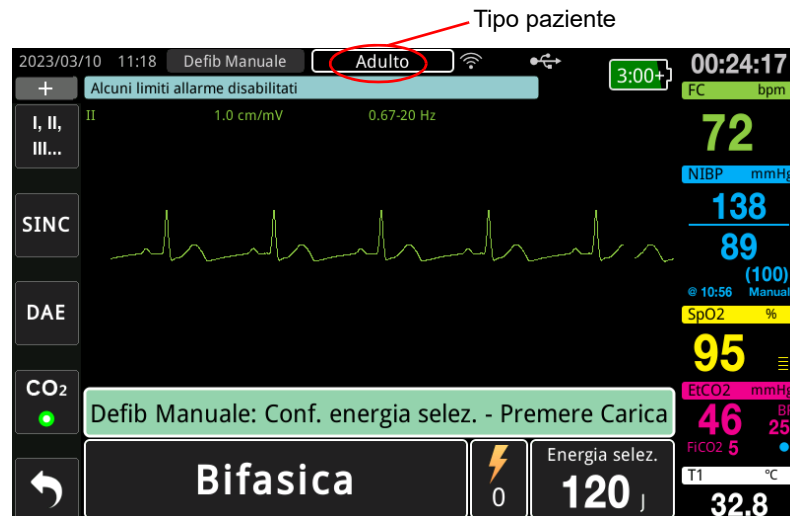 Tipo paziente
2023/03/10 11:18 Defib Manuale Adulto 3:00+ 00:24:17
+
Alcuni limiti allarme disabilitati
FC bpm
72
I, II,
III...
II 1.0 cm/mV 0.67-20 Hz
NIBP mmHg
138
89
(100)
@ 10:56 Manual
SINC
DAE
SpO2 %
95
CO2
EtCO2 mmHg
46
25
FiCO2 5
Defib Manuale: Conf. energia selez. - Premere Carica
Bifasica
0
Energia selez.
120 J
T1 °C
32.8